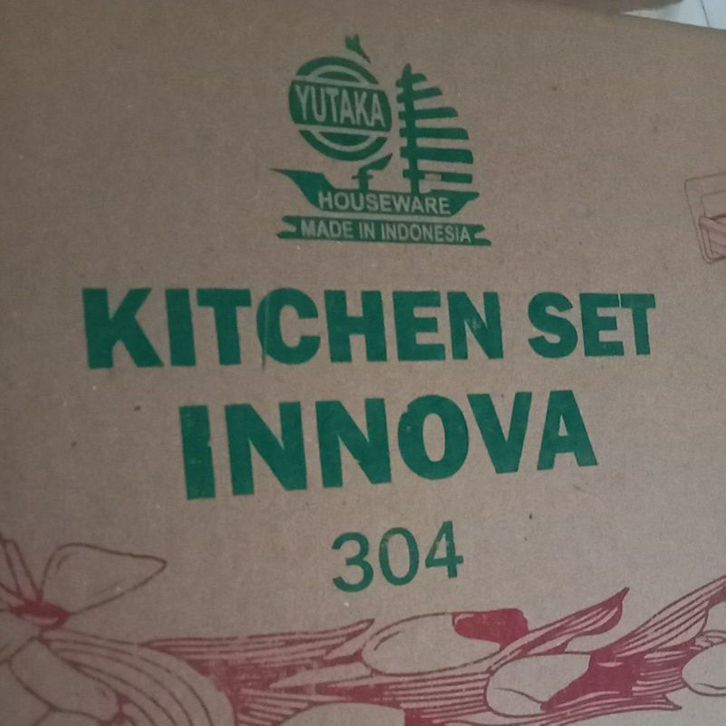 YUTAKA
HOUSEWARE
MADE IN INDONESIA
KITCHEN SET
INNOVA
304